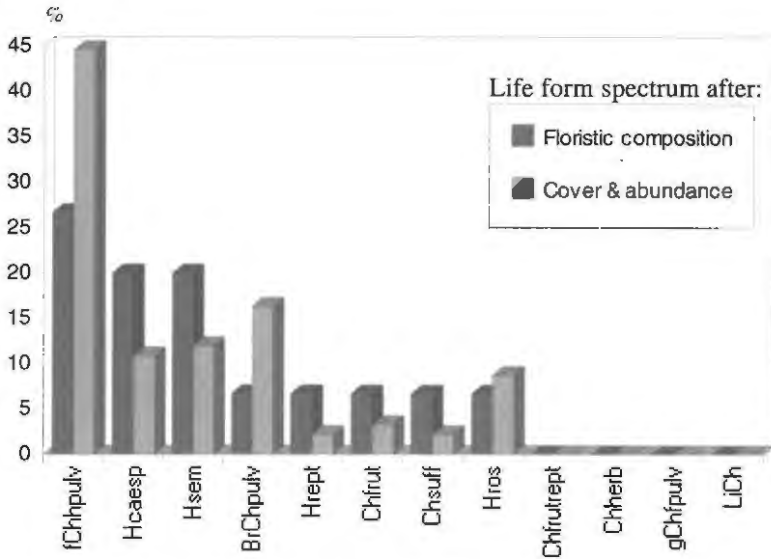 %
45
40
35
30
25
20
15
10
5
0
Life form spectrum after:
Floristic composition
Cover & abundance
fChhpulv
Hcaesp
Hsem
BrChpulv
Hrept
Chfrut
Chsuff
Hros
Chfrutrept
Chherb
gChfpulv
LiCh